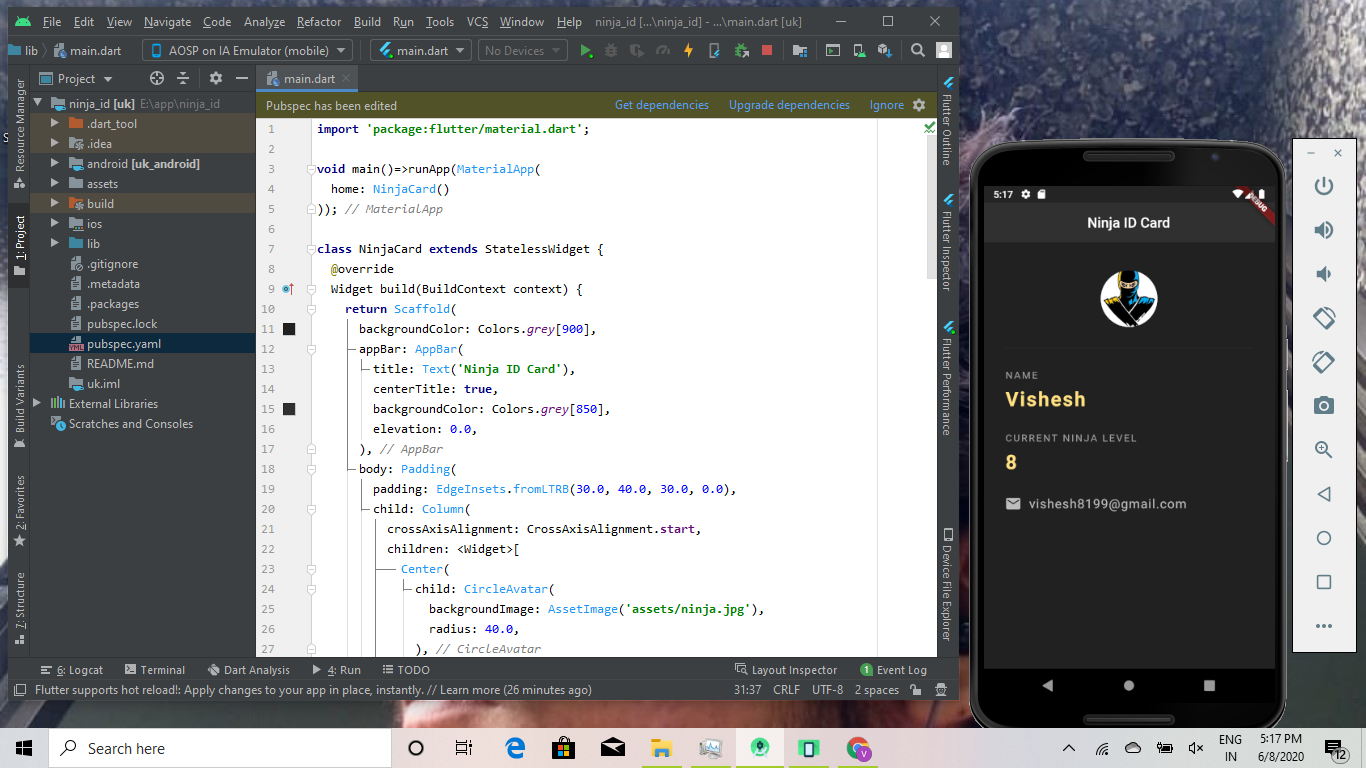 File Edit View Navigate Code Analyze Refactor Build Run Tools VCS Window Help ninja_id [...\ninja_id] - ...\main.dart [uk]
lib main.dart AOSP on IA Emulator (mobile) main.dart No Devices
Project main.dart
Resource Manager
1: Project
Build Variants
2: Favorites
7: Structure
ninja_id [uk] E:\app\ninja_id
.dart_tool
.idea
android [uk_android]
assets
build
ios
lib
.gitignore
.metadata
.packages
pubspec.lock
pubspec.yaml
README.md
uk.iml
External Libraries
Scratches and Consoles
Pubspec has been edited Get dependencies Upgrade dependencies Ignore
1 import 'package:flutter/material.dart';
2
3 void main()=>runApp(MaterialApp(
4 home: NinjaCard()
5 )); // MaterialApp
6
7 class NinjaCard extends StatelessWidget {
8 @override
9 Widget build(BuildContext context) {
10 return Scaffold(
11 backgroundColor: Colors.grey[900],
12 appBar: AppBar(
13 title: Text('Ninja ID Card'),
14 centerTitle: true,
15 backgroundColor: Colors.grey[850],
16 elevation: 0.0,
17 ), // AppBar
18 body: Padding(
19 padding: EdgeInsets.fromLTRB(30.0, 40.0, 30.0, 0.0),
20 child: Column(
21 crossAxisAlignment: CrossAxisAlignment.start,
22 children: <Widget>[
23 Center(
24 child: CircleAvatar(
25 backgroundImage: AssetImage('assets/ninja.jpg'),
26 radius: 40.0,
27 ), // CircleAvatar
Flutter Outline
Flutter Inspector
Flutter Performance
Device File Explorer
6: Logcat Terminal Dart Analysis 4: Run TODO Layout Inspector 1 Event Log
Flutter supports hot reload!: Apply changes to your app in place, instantly. // Learn more (26 minutes ago) 31:37 CRLF UTF-8 2 spaces
5:17
DEBUG
Ninja ID Card
NAME
Vishesh
CURRENT NINJA LEVEL
8
vishesh8199@gmail.com
Search here
V
ENG
IN
5:17 PM
6/8/2020
12